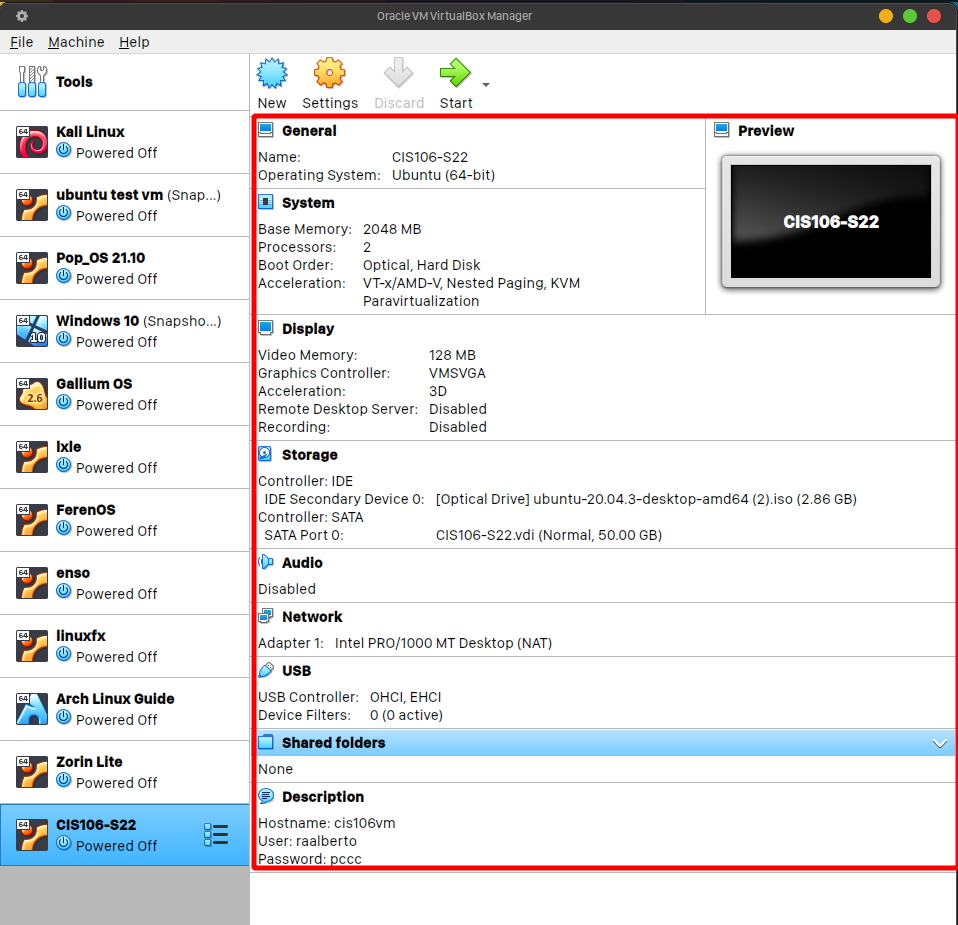 Oracle VM VirtualBox Manager
File Machine Help
Tools
New Settings Discard Start
64
Kali Linux
Powered Off
64
ubuntu test vm (Snap...)
Powered Off
64
Pop_OS 21.10
Powered Off
64
10
Windows 10 (Snapsho...)
Powered Off
64
2.6
Gallium OS
Powered Off
64
lxle
Powered Off
64
FerenOS
Powered Off
64
enso
Powered Off
64
linuxfx
Powered Off
64
Arch Linux Guide
Powered Off
64
Zorin Lite
Powered Off
64
CIS106-S22
Powered Off
General
Name: CIS106-S22
Operating System: Ubuntu (64-bit)
Preview
CIS106-S22
System
Base Memory: 2048 MB
Processors: 2
Boot Order: Optical, Hard Disk
Acceleration: VT-x/AMD-V, Nested Paging, KVM
Paravirtualization
Display
Video Memory: 128 MB
Graphics Controller: VMSVGA
Acceleration: 3D
Remote Desktop Server: Disabled
Recording: Disabled
Storage
Controller: IDE
IDE Secondary Device 0: [Optical Drive] ubuntu-20.04.3-desktop-amd64 (2).iso (2.86 GB)
Controller: SATA
SATA Port 0: CIS106-S22.vdi (Normal, 50.00 GB)
Audio
Disabled
Network
Adapter 1: Intel PRO/1000 MT Desktop (NAT)
USB
USB Controller: OHCI, EHCI
Device Filters: 0 (0 active)
Shared folders
None
Description
Hostname: cis106vm
User: raalberto
Password: pccc